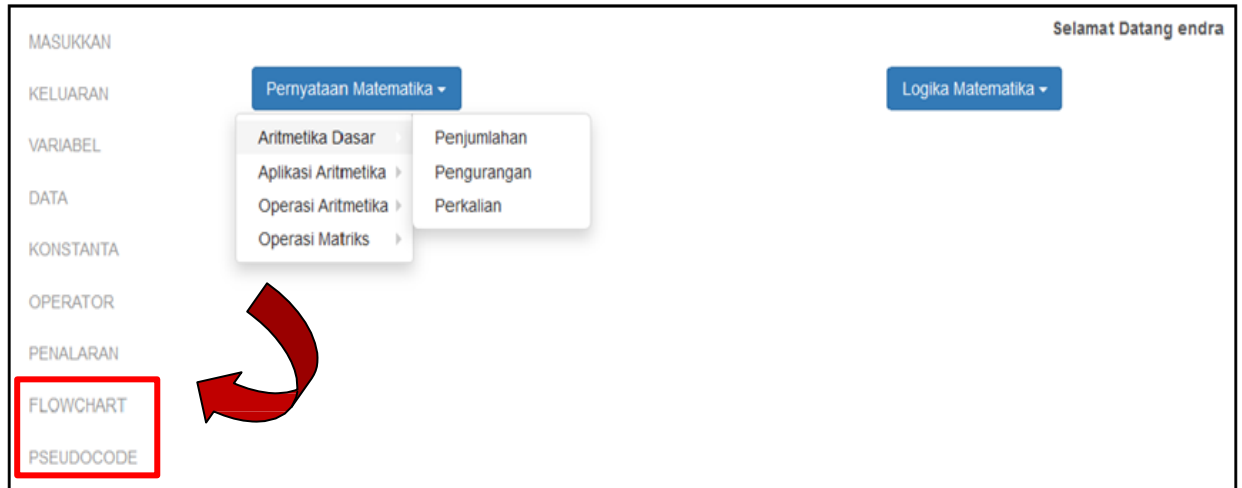 Selamat Datang endra
MASUKKAN
KELUARAN
VARIABEL
DATA
KONSTANTA
OPERATOR
PENALARAN
FLOWCHART
PSEUDOCODE
Pernyataan Matematika
Aritmetika Dasar
Aplikasi Aritmetika
Operasi Aritmetika
Operasi Matriks
Penjumlahan
Pengurangan
Perkalian
Logika Matematika